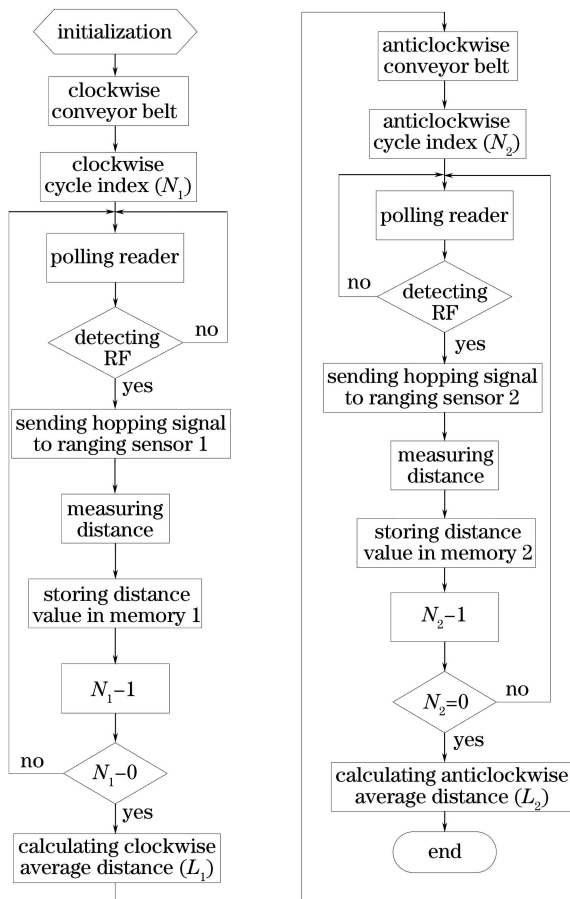 initialization
clockwise
conveyor belt
clockwise
cycle index (N₁)
polling reader
detecting
RF
no
yes
sending hopping signal
to ranging sensor 1
measuring
distance
storing distance
value in memory 1
N₁−1
N₁−0
no
yes
calculating clockwise
average distance (L₁)
anticlockwise
conveyor belt
anticlockwise
cycle index (N₂)
polling reader
no
detecting
RF
yes
sending hopping signal
to ranging sensor 2
measuring
distance
storing distance
value in memory 2
N₂−1
N₂=0
no
yes
calculating anticlockwise
average distance (L₂)
end